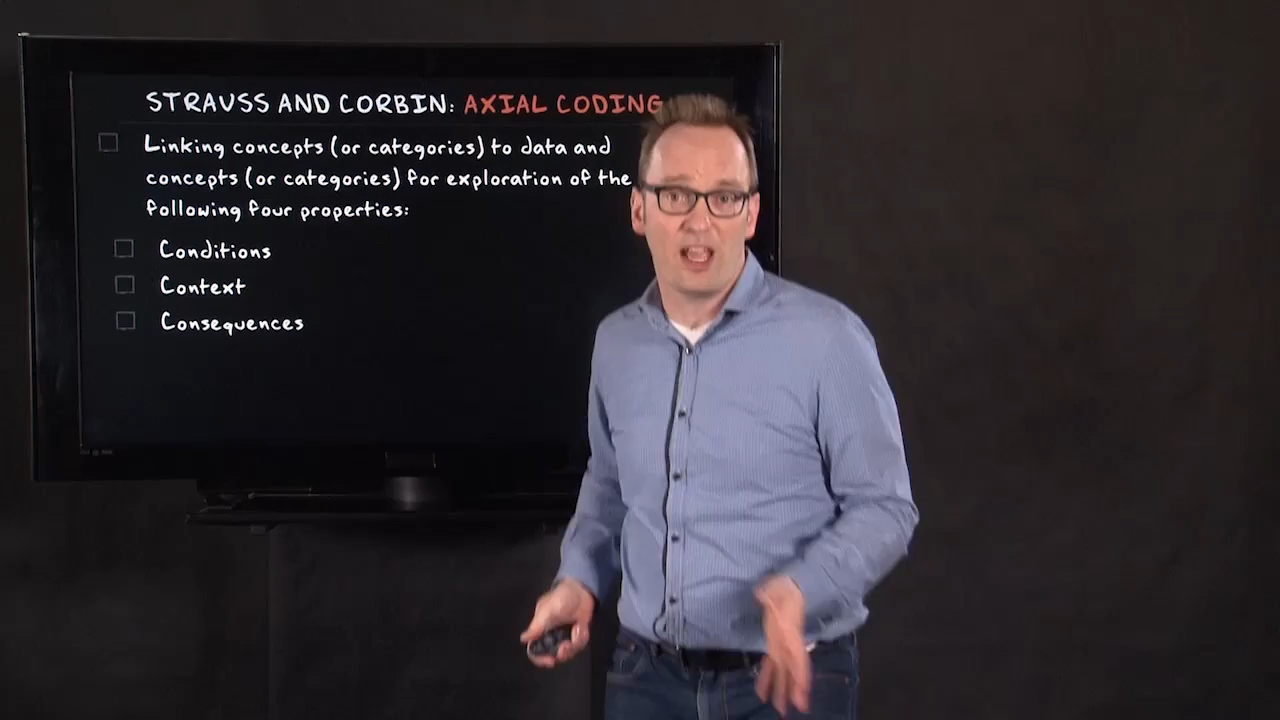 STRAUSS AND CORBIN: AXIAL CODING
Linking concepts (or categories) to data and
concepts (or categories) for exploration of the
following four properties:
Conditions
Context
Consequences